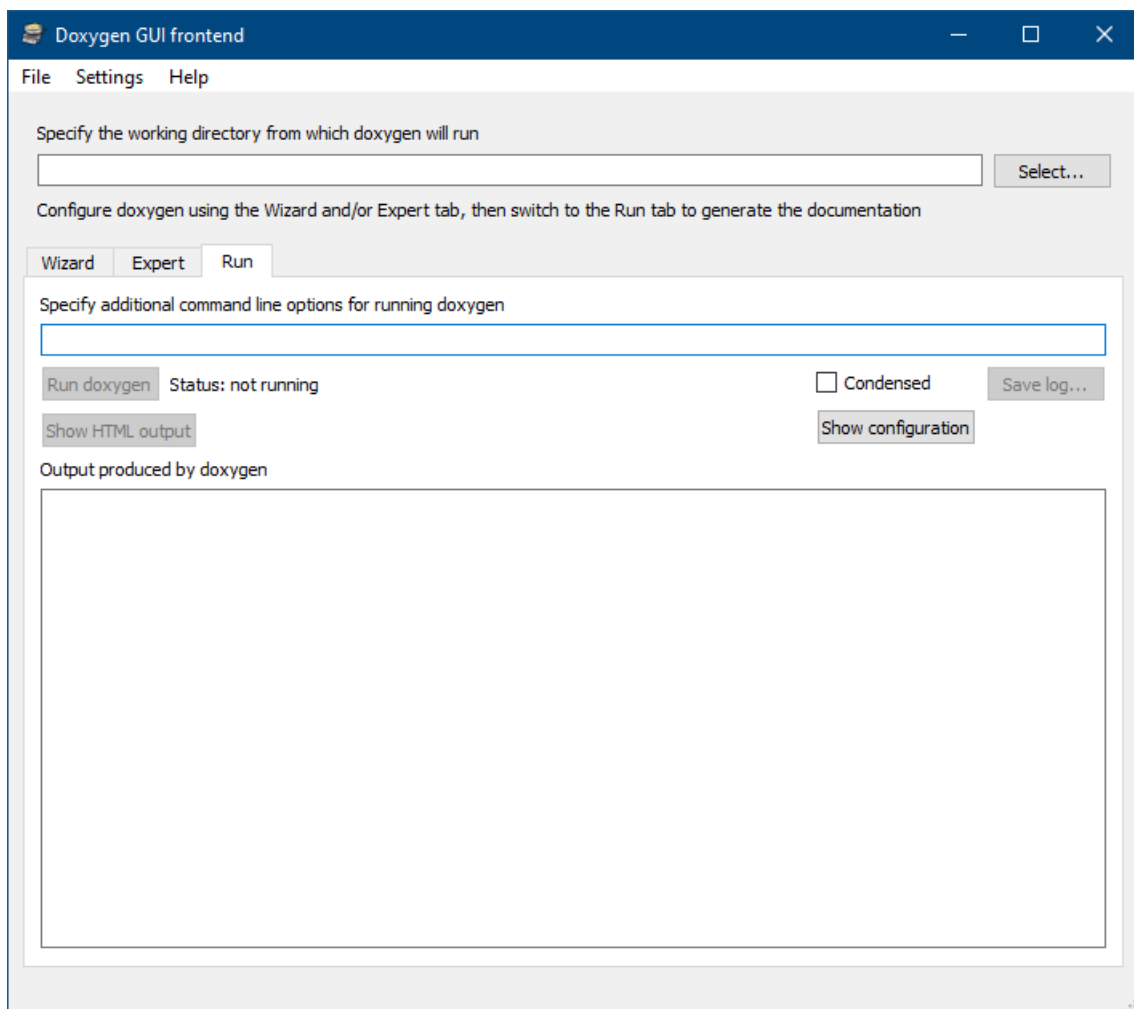 Doxygen GUI frontend
File Settings Help
Specify the working directory from which doxygen will run
Select...
Configure doxygen using the Wizard and/or Expert tab, then switch to the Run tab to generate the documentation
Wizard Expert Run
Specify additional command line options for running doxygen
Run doxygen Status: not running Condensed Save log...
Show HTML output Show configuration
Output produced by doxygen